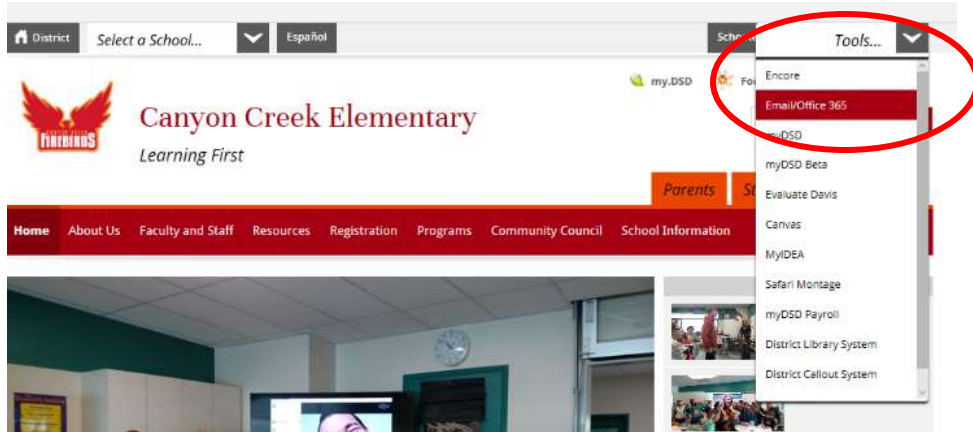 District
Select a School...
Español
Tools...
my.DSD
Canyon Creek Elementary
Learning First
FIREBIRDS
Parents
Home About Us Faculty and Staff Resources Registration Programs Community Council School Information
Encore
Email/Office 365
myDSD
myDSD Beta
Evaluate Davis
Canvas
MyIDEA
Safari Montage
myDSD Payroll
District Library System
District Callout System